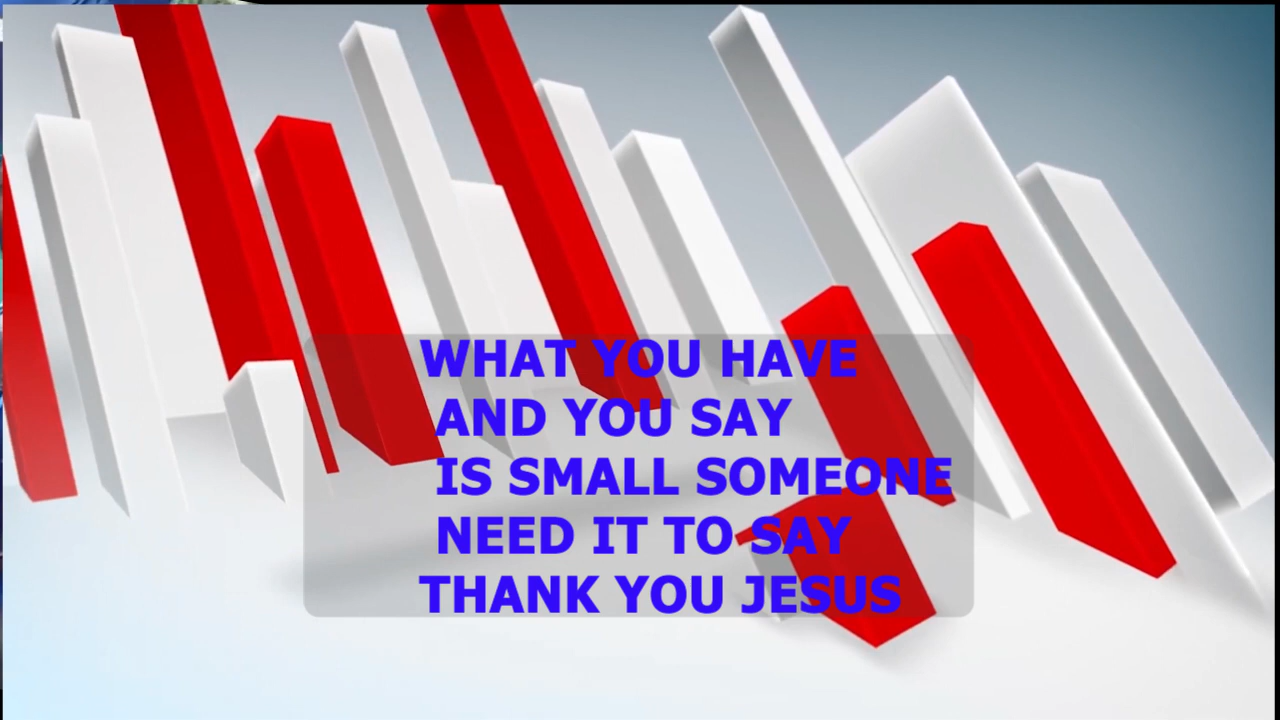 WHAT YOU HAVE
AND YOU SAY
IS SMALL SOMEONE
NEED IT TO SAY
THANK YOU JESUS